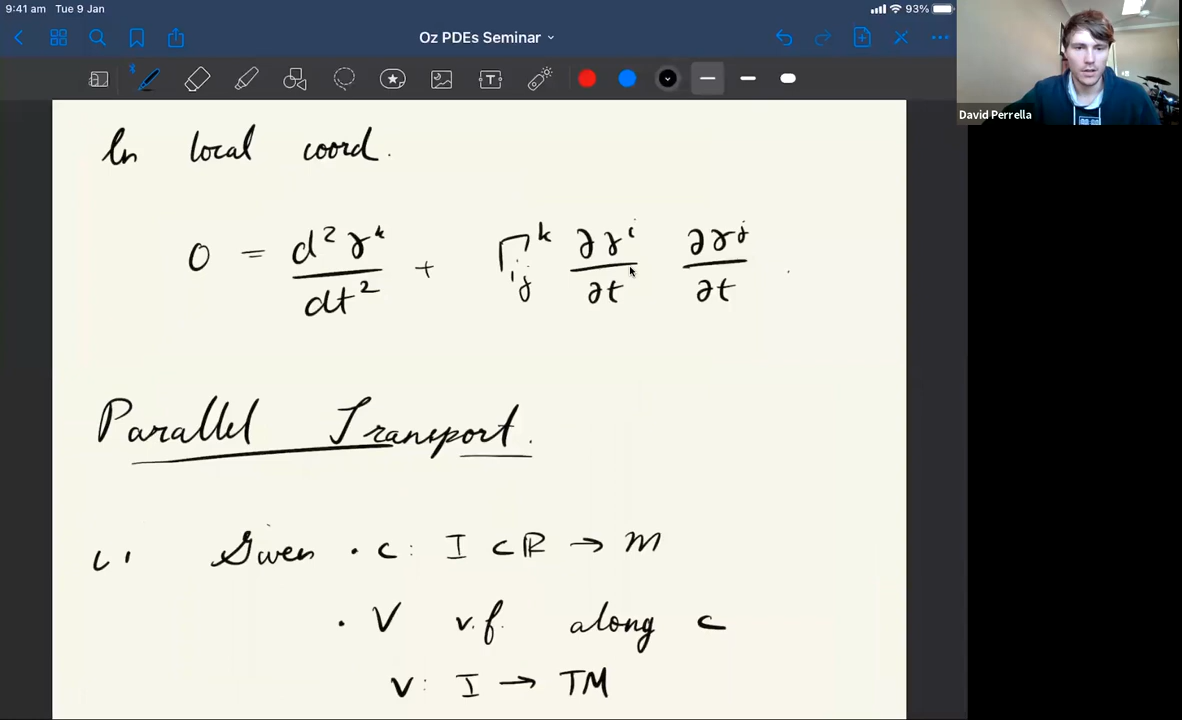 9:41 am Tue 9 Jan 93%
Oz PDEs Seminar
David Perrella
In local coord.
0 = d²γᵏ/dt² + Γᵢⱼᵏ ∂γⁱ/∂t ∂γʲ/∂t .
Parallel Transport.
Given · c: I ⊂ ℝ → M
· V v.f. along c
V: I → TM